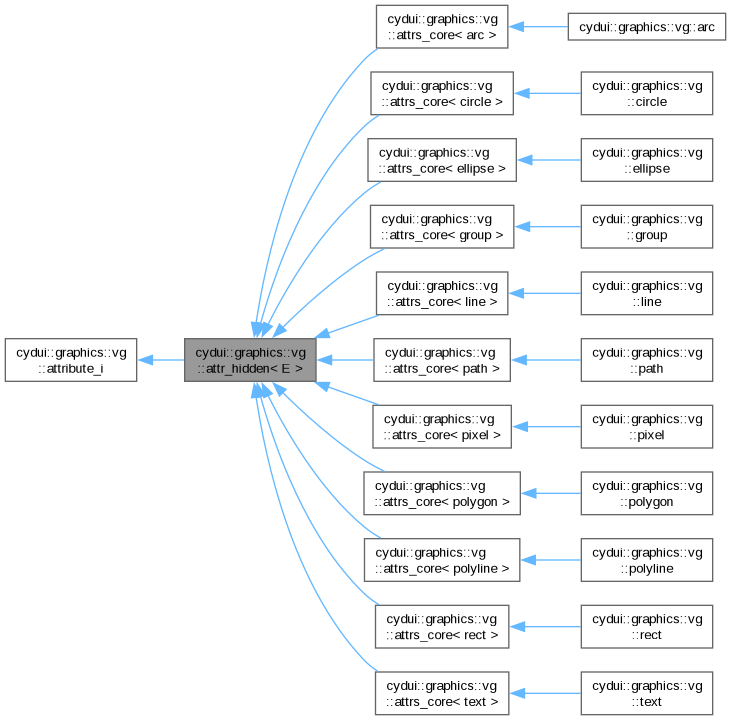 cydui::graphics::vg
::attribute_i
cydui::graphics::vg
::attr_hidden< E >
cydui::graphics::vg
::attrs_core< arc >
cydui::graphics::vg::arc
cydui::graphics::vg
::attrs_core< circle >
cydui::graphics::vg
::circle
cydui::graphics::vg
::attrs_core< ellipse >
cydui::graphics::vg
::ellipse
cydui::graphics::vg
::attrs_core< group >
cydui::graphics::vg
::group
cydui::graphics::vg
::attrs_core< line >
cydui::graphics::vg
::line
cydui::graphics::vg
::attrs_core< path >
cydui::graphics::vg
::path
cydui::graphics::vg
::attrs_core< pixel >
cydui::graphics::vg
::pixel
cydui::graphics::vg
::attrs_core< polygon >
cydui::graphics::vg
::polygon
cydui::graphics::vg
::attrs_core< polyline >
cydui::graphics::vg
::polyline
cydui::graphics::vg
::attrs_core< rect >
cydui::graphics::vg
::rect
cydui::graphics::vg
::attrs_core< text >
cydui::graphics::vg
::text